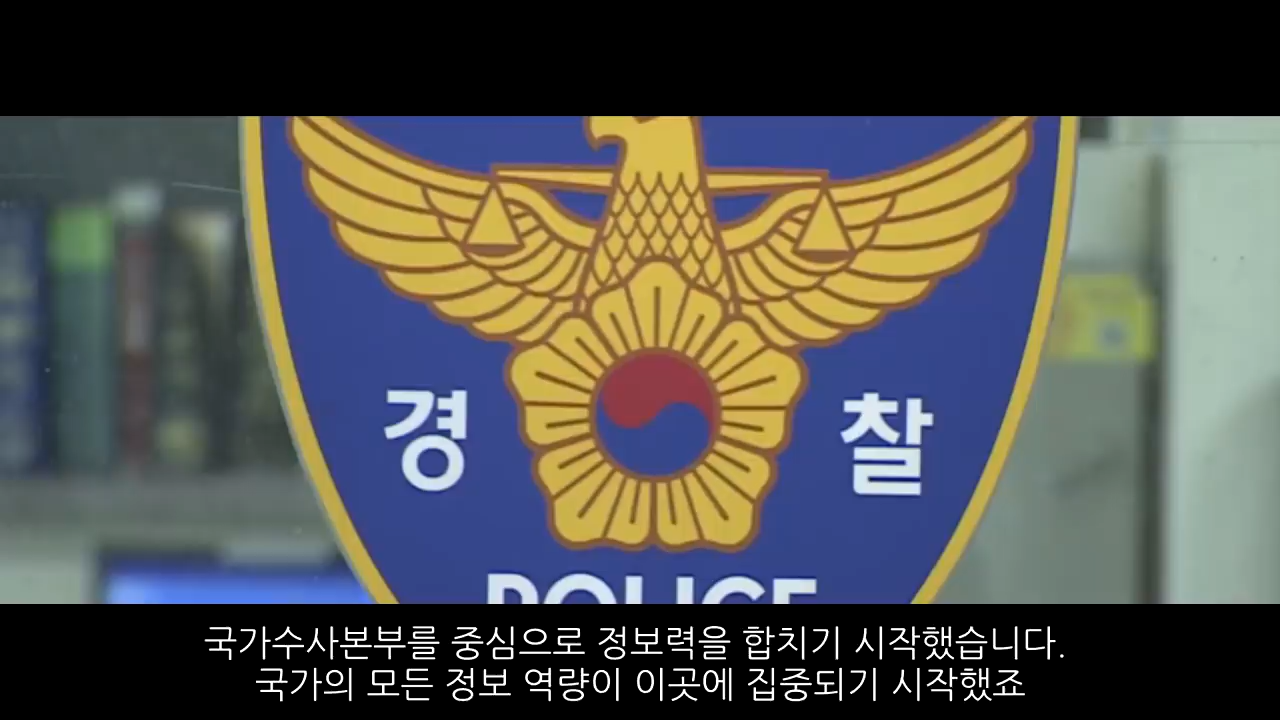 경 찰
POLICE
국가수사본부를 중심으로 정보력을 합치기 시작했습니다.
국가의 모든 정보 역량이 이곳에 집중되기 시작했죠